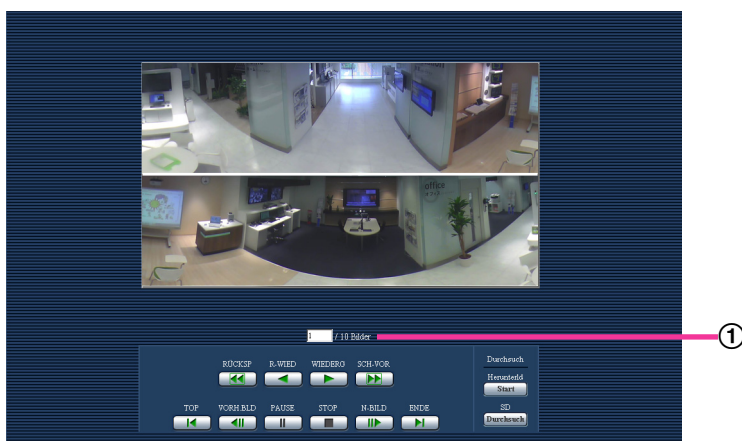 office
1 / 10 Bilder
①
RÜCKSP R-WIED WIEDERG SCH-VOR
TOP VORH.BLD PAUSE STOP N-BILD ENDE
Durchsuch
Herunterld
Start
SD
Durchsuch